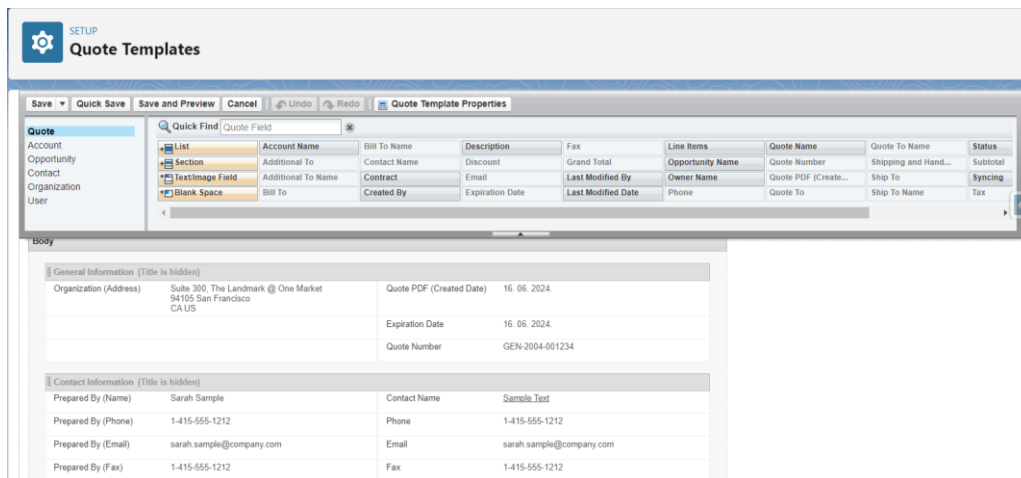 SETUP
Quote Templates
Save Quick Save Save and Preview Cancel Undo Redo Quote Template Properties
Quote
Account
Opportunity
Contact
Organization
User
Quick Find Quote Field
List Account Name Bill To Name Description Fax Line Items Quote Name Quote To Name Status
Section Additional To Contact Name Discount Grand Total Opportunity Name Quote Number Shipping and Hand... Subtotal
Text/Image Field Additional To Name Contract Email Last Modified By Owner Name Quote PDF (Create... Ship To Syncing
Blank Space Bill To Created By Expiration Date Last Modified Date Phone Quote To Ship To Name Tax
Body
General Information (Title is hidden)
Organization (Address) Suite 300, The Landmark @ One Market Quote PDF (Created Date) 16. 06. 2024.
94105 San Francisco
CA US
Expiration Date 16. 06. 2024.
Quote Number GEN-2004-001234
Contact Information (Title is hidden)
Prepared By (Name) Sarah Sample Contact Name Sample Text
Prepared By (Phone) 1-415-555-1212 Phone 1-415-555-1212
Prepared By (Email) sarah.sample@company.com Email sarah.sample@company.com
Prepared By (Fax) 1-415-555-1212 Fax 1-415-555-1212